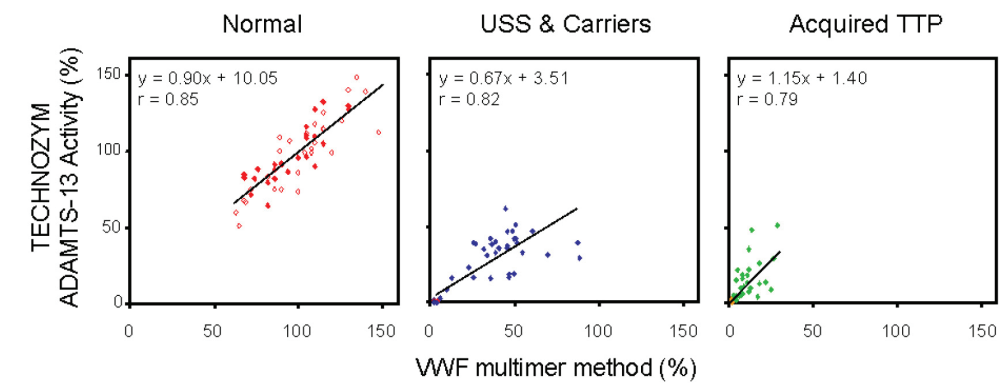 Normal
USS & Carriers
Acquired TTP
TECHNOZYM
ADAMTS-13 Activity (%)
150
100
50
0
y = 0.90x + 10.05
r = 0.85
y = 0.67x + 3.51
r = 0.82
y = 1.15x + 1.40
r = 0.79
0 50 100 150
0 50 100 150
0 50 100 150
VWF multimer method (%)